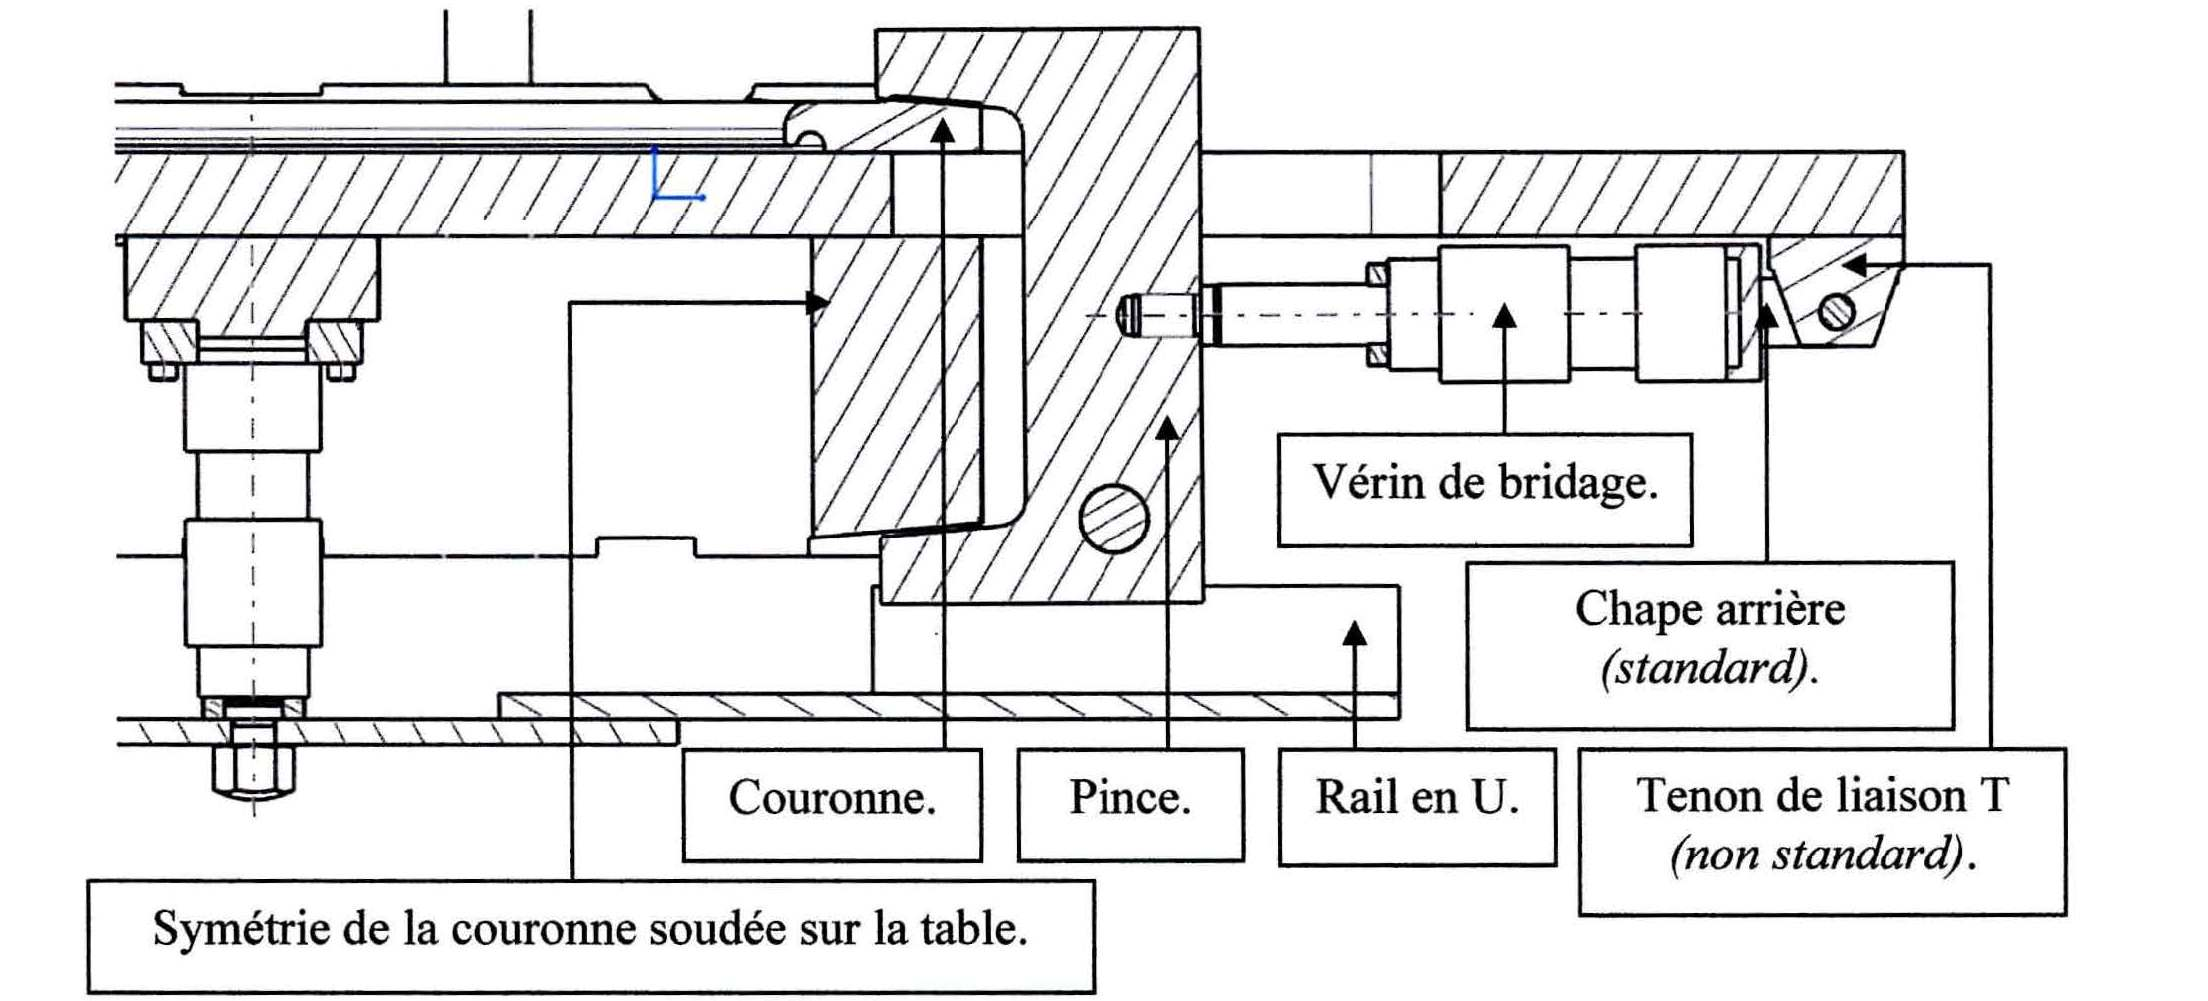 Vérin de bridage.
Chape arrière
(standard).
Couronne.
Pince.
Rail en U.
Tenon de liaison T
(non standard).
Symétrie de la couronne soudée sur la table.